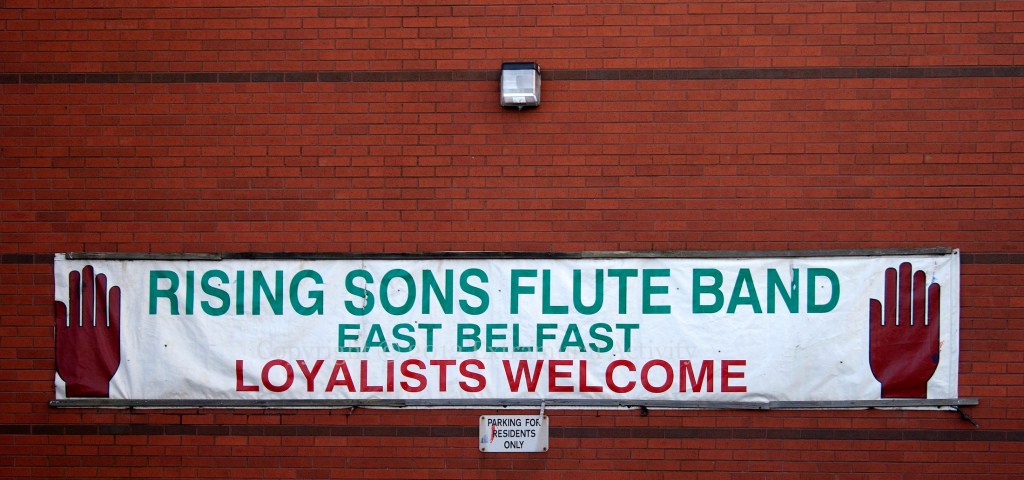 RISING SONS FLUTE BAND
EAST BELFAST
LOYALISTS WELCOME
PARKING FOR
RESIDENTS
ONLY